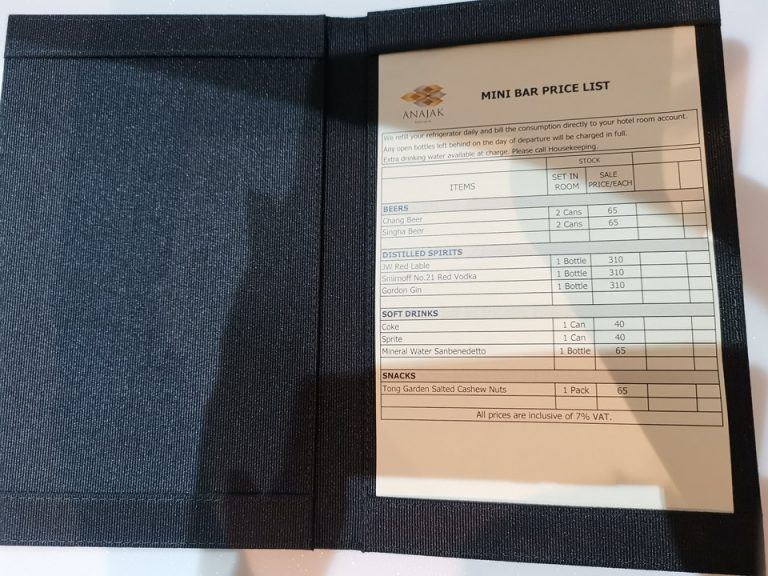 ANAJAK
MINI BAR PRICE LIST
We refill your refrigerator daily and bill the consumption directly to your hotel room account.
Any open bottles left behind on the day of departure will be charged in full.
Extra drinking water available at charge. Please call Housekeeping.
STOCK
ITEMS SET IN ROOM SALE PRICE/EACH
BEERS
Chang Beer 2 Cans 65
Singha Beer 2 Cans 65
DISTILLED SPIRITS
JW Red Lable 1 Bottle 310
Smirnoff No.21 Red Vodka 1 Bottle 310
Gordon Gin 1 Bottle 310
SOFT DRINKS
Coke 1 Can 40
Sprite 1 Can 40
Mineral Water Sanbenedetto 1 Bottle 65
SNACKS
Tong Garden Salted Cashew Nuts 1 Pack 65
All prices are inclusive of 7% VAT.